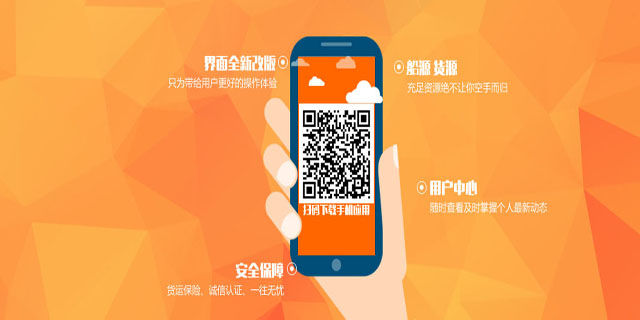 界面全新改版
只为带给用户更好的操作体验
船源 货源
充足资源绝不让你空手而归
扫码下载手机应用
用户中心
随时查看及时掌握个人最新动态
安全保障
货运保险、诚信认证、一往无忧